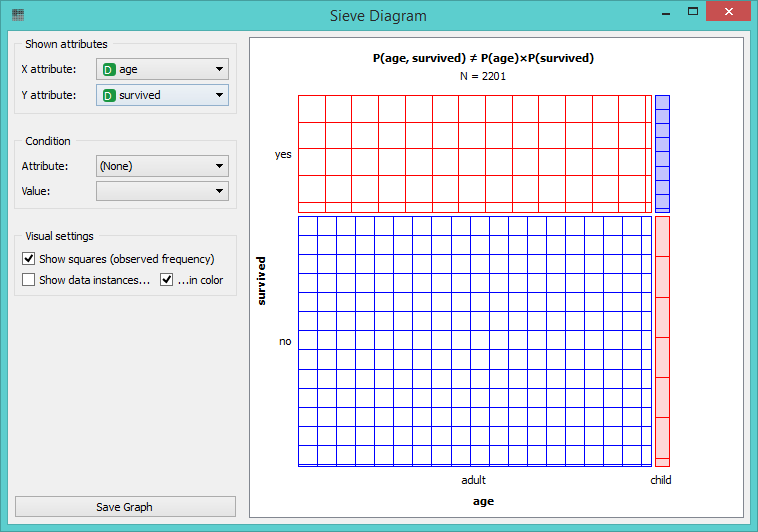 Sieve Diagram
Shown attributes
X attribute: D age
Y attribute: D survived
Condition
Attribute: (None)
Value:
Visual settings
Show squares (observed frequency)
Show data instances... ...in color
Save Graph
P(age, survived) ≠ P(age)×P(survived)
N = 2201
yes
survived
no
adult child
age